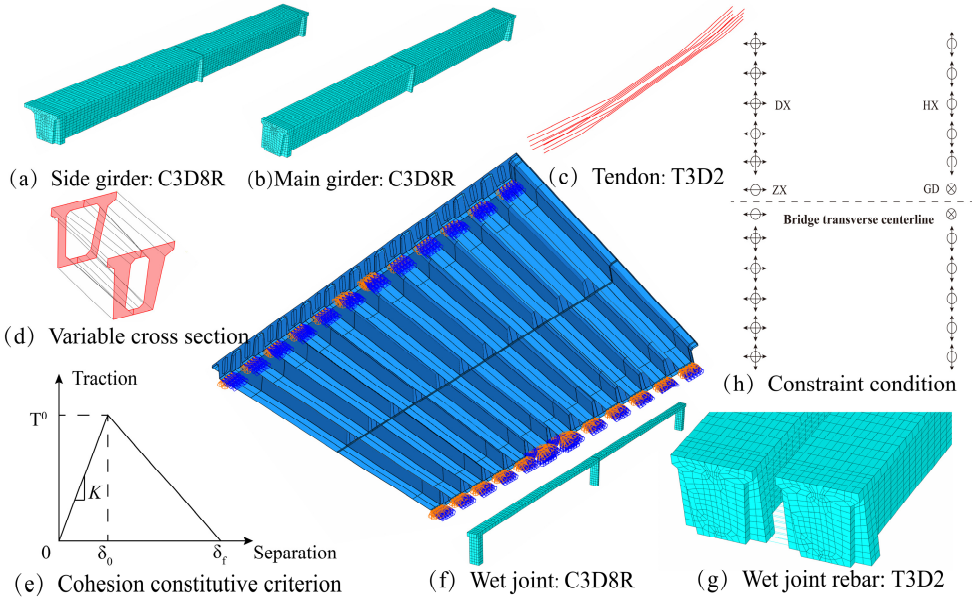 (a) Side girder: C3D8R
(b)Main girder: C3D8R
(c) Tendon: T3D2
DX
HX
ZX
GD
Bridge transverse centerline
(d) Variable cross section
(h) Constraint condition
Traction
T⁰
K
0
δ₀
δf
Separation
(e) Cohesion constitutive criterion
(f) Wet joint: C3D8R
(g) Wet joint rebar: T3D2